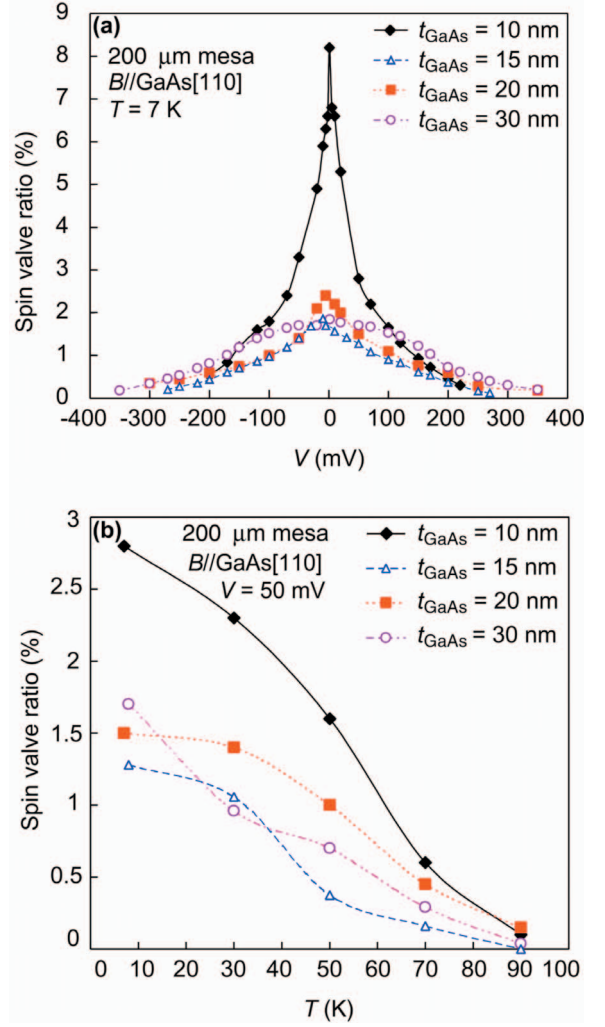 9
(a)
200 μm mesa
B//GaAs[110]
T = 7 K
tGaAs = 10 nm
tGaAs = 15 nm
tGaAs = 20 nm
tGaAs = 30 nm
8
7
6
5
4
3
2
1
0
Spin valve ratio (%)
-400 -300 -200 -100 0 100 200 300 400
V (mV)
3
(b)
200 μm mesa
B//GaAs[110]
V = 50 mV
tGaAs = 10 nm
tGaAs = 15 nm
tGaAs = 20 nm
tGaAs = 30 nm
2.5
2
1.5
1
0.5
0
Spin valve ratio (%)
0 10 20 30 40 50 60 70 80 90 100
T (K)